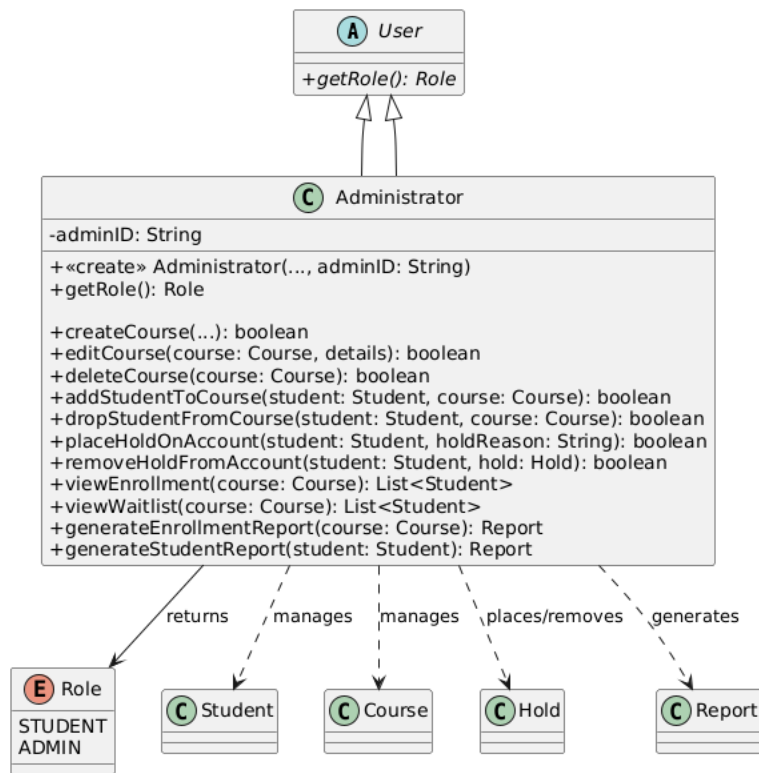 A User
+getRole(): Role
C Administrator
-adminID: String
+«create» Administrator(..., adminID: String)
+getRole(): Role
+createCourse(...): boolean
+editCourse(course: Course, details): boolean
+deleteCourse(course: Course): boolean
+addStudentToCourse(student: Student, course: Course): boolean
+dropStudentFromCourse(student: Student, course: Course): boolean
+placeHoldOnAccount(student: Student, holdReason: String): boolean
+removeHoldFromAccount(student: Student, hold: Hold): boolean
+viewEnrollment(course: Course): List<Student>
+viewWaitlist(course: Course): List<Student>
+generateEnrollmentReport(course: Course): Report
+generateStudentReport(student: Student): Report
returns
manages
manages
places/removes
generates
E Role
STUDENT
ADMIN
C Student
C Course
C Hold
C Report